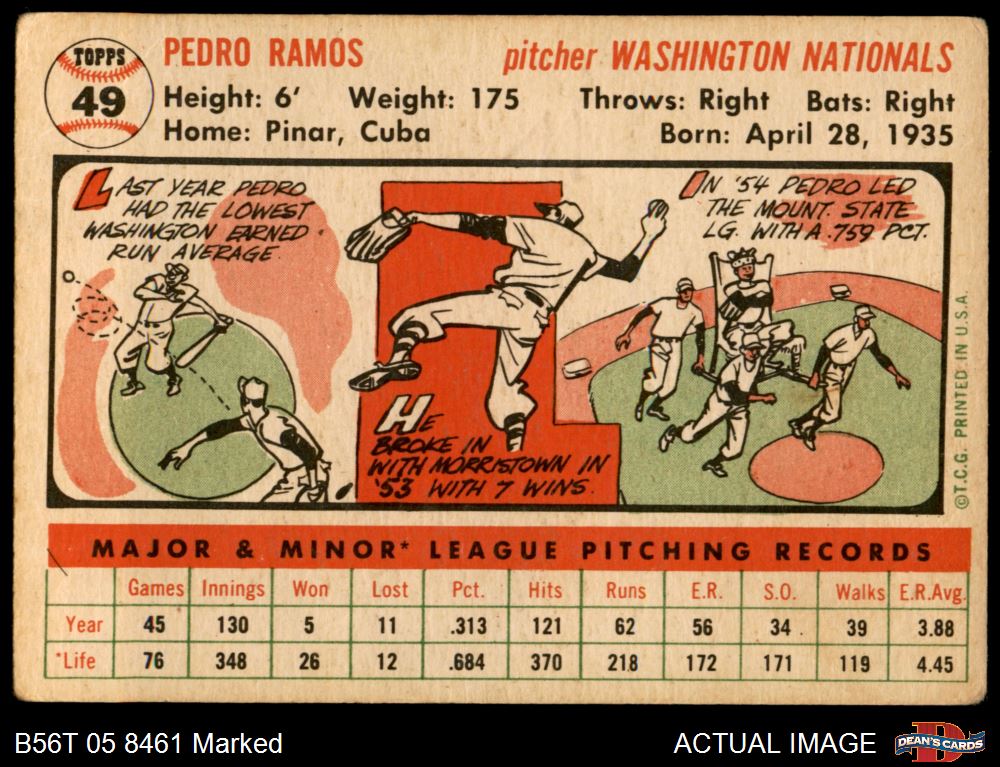 TOPPS
49
PEDRO RAMOS
pitcher WASHINGTON NATIONALS
Height: 6' Weight: 175 Throws: Right Bats: Right
Home: Pinar, Cuba Born: April 28, 1935
LAST YEAR PEDRO
HAD THE LOWEST
WASHINGTON EARNED
RUN AVERAGE.
HE
BROKE IN
WITH MORRISTOWN IN
'53 WITH 7 WINS.
IN '54 PEDRO LED
THE MOUNT. STATE
LG. WITH A .759 PCT.
©T.C.G. PRINTED IN U.S.A.
MAJOR & MINOR* LEAGUE PITCHING RECORDS
Games Innings Won Lost Pct. Hits Runs E.R. S.O. Walks E.R.Avg.
Year 45 130 5 11 .313 121 62 56 34 39 3.88
*Life 76 348 26 12 .684 370 218 172 171 119 4.45
B56T 05 8461 Marked
ACTUAL IMAGE
DEAN'S CARDS